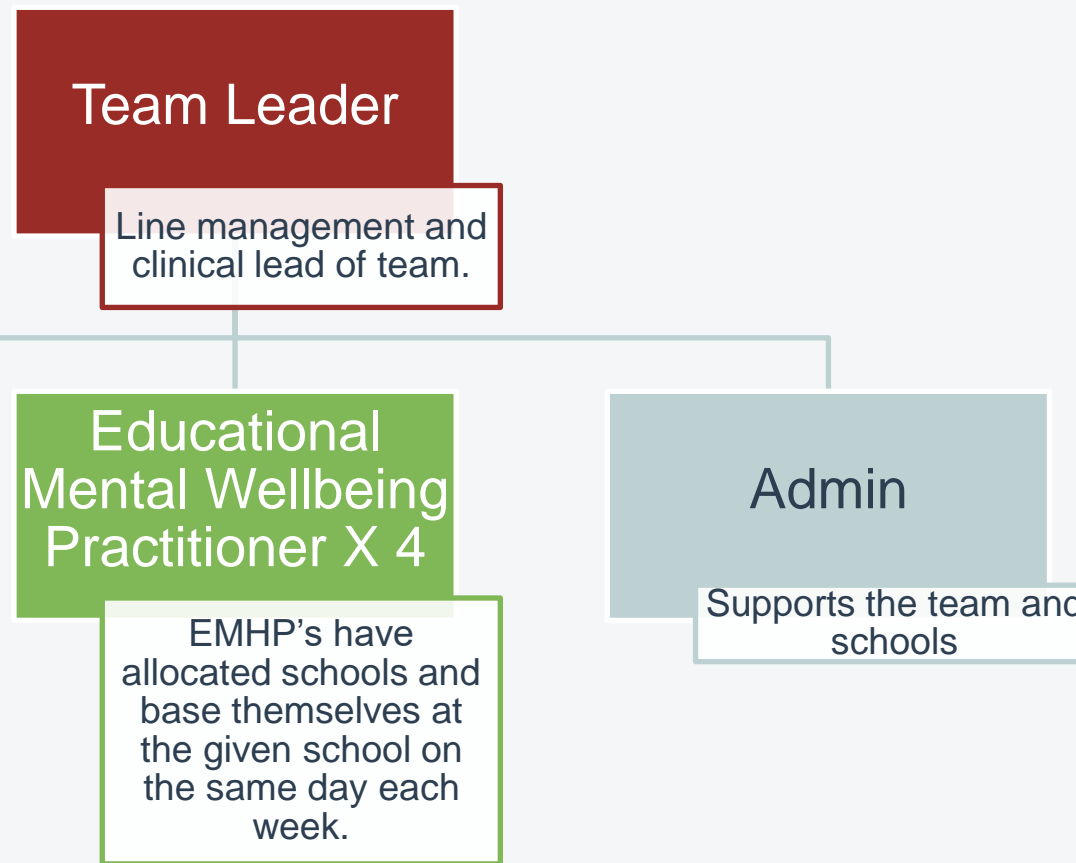 Team Leader
Line management and
clinical lead of team.
Educational
Mental Wellbeing
Practitioner X 4
EMHP’s have
allocated schools and
base themselves at
the given school on
the same day each
week.
Admin
Supports the team and
schools